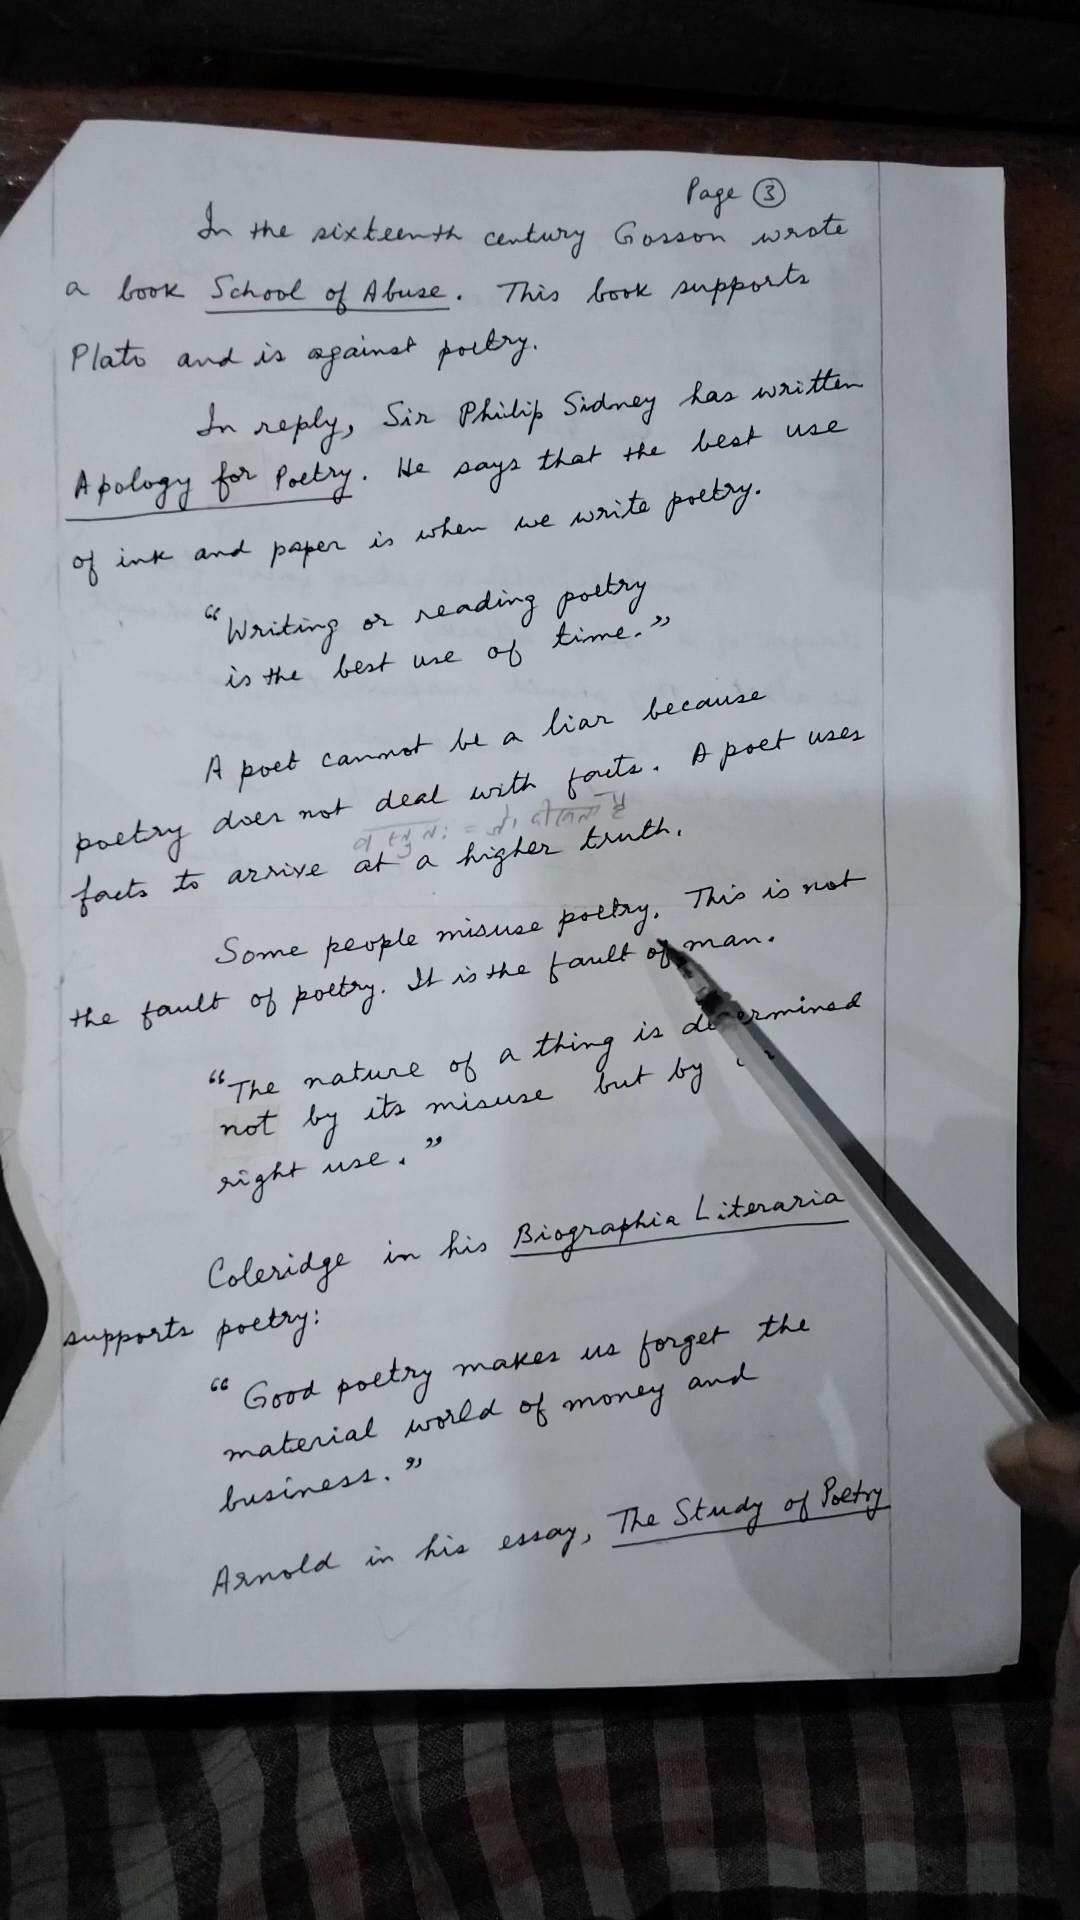 Page ③
In the sixteenth century Gosson wrote
a book School of Abuse. This book supports
Plato and is against poetry.
In reply, Sir Philip Sidney has written
Apology for Poetry. He says that the best use
of ink and paper is when we write poetry.
“Writing or reading poetry
is the best use of time.”
A poet cannot be a liar because
poetry does not deal with facts. A poet uses
facts to arrive at a higher truth.
Some people misuse poetry. This is not
the fault of poetry. It is the fault of man.
“The nature of a thing is determined
not by its misuse but by
right use.”
Coleridge in his Biographia Literaria
supports poetry:
“Good poetry makes us forget the
material world of money and
business.”
Arnold in his essay, The Study of Poetry